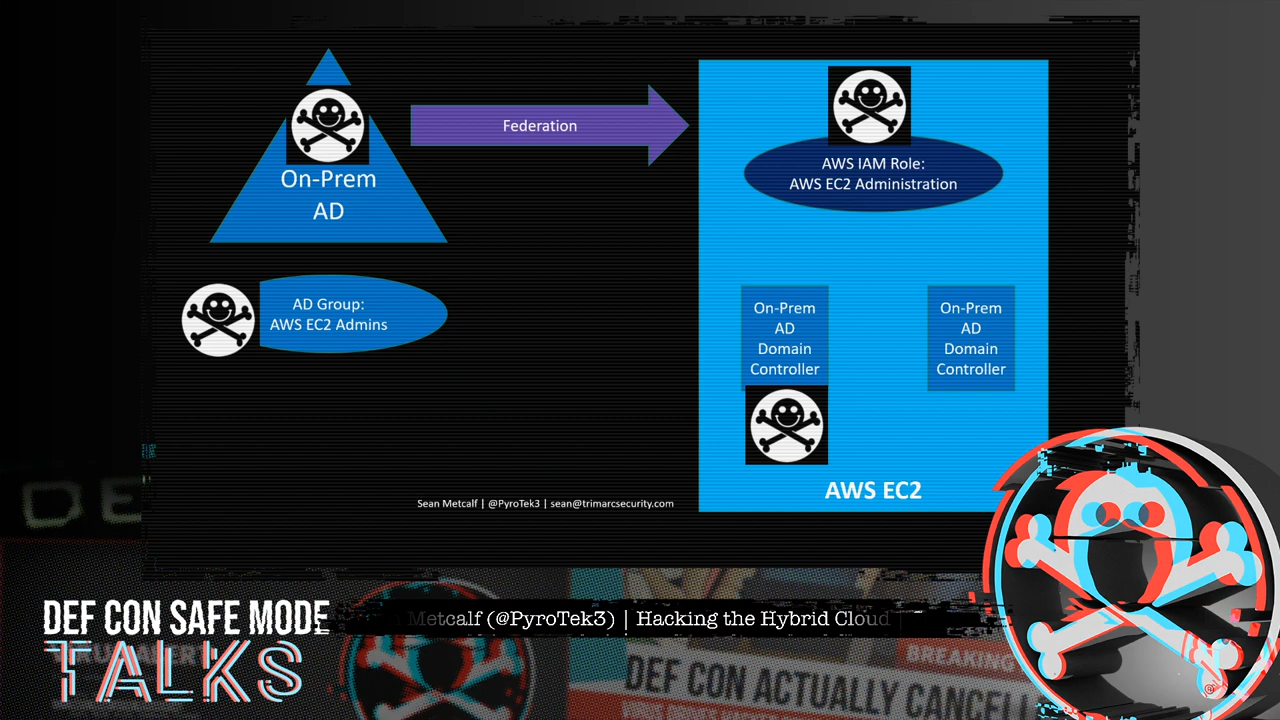 On-Prem
AD
Federation
AWS IAM Role:
AWS EC2 Administration
AD Group:
AWS EC2 Admins
On-Prem
AD
Domain
Controller
On-Prem
AD
Domain
Controller
AWS EC2
Sean Metcalf | @PyroTek3 | sean@trimarcsecurity.com
DEF CON SAFE MODE
TALKS
Metcalf (@PyroTek3) | Hacking the Hybrid Cloud |
BREAKING
DEF CON ACTUALLY CANCELL